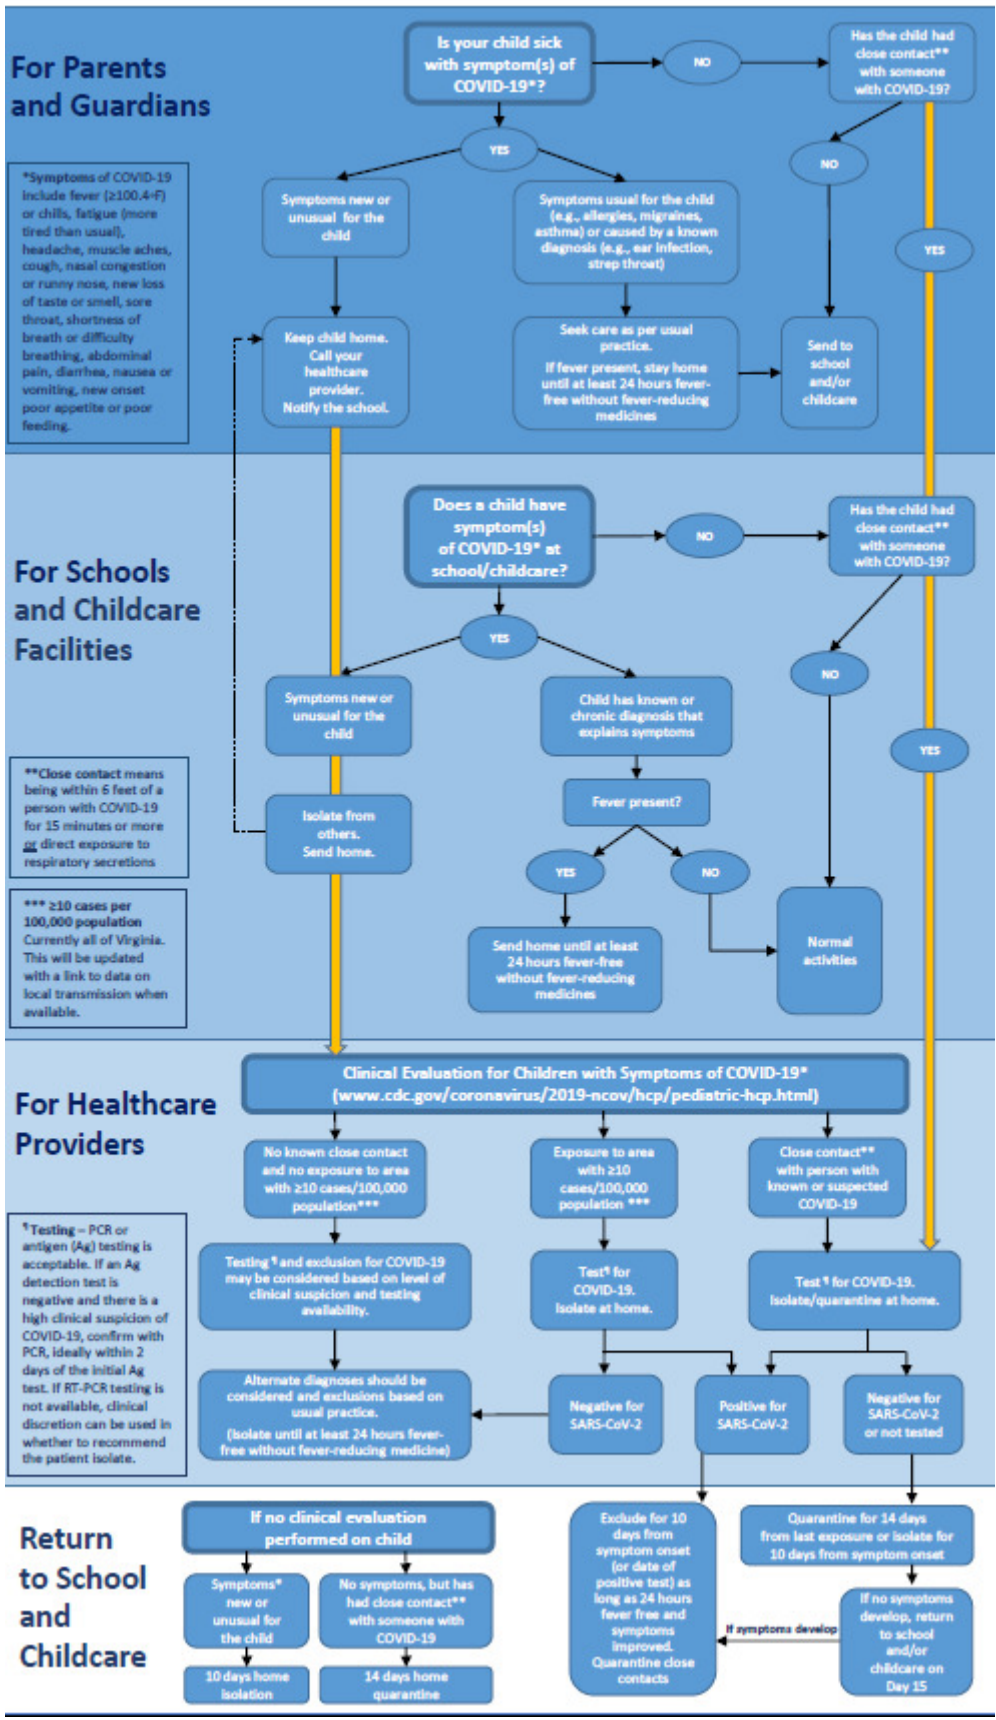 For Parents
and Guardians
Is your child sick
with symptom(s) of
COVID-19*?
NO
Has the child had
close contact**
with someone
with COVID-19?
YES
NO
YES
*Symptoms of COVID-19
include fever (≥100.4◦F)
or chills, fatigue (more
tired than usual),
headache, muscle aches,
cough, nasal congestion
or runny nose, new loss
of taste or smell, sore
throat, shortness of
breath or difficulty
breathing, abdominal
pain, diarrhea, nausea or
vomiting, new onset
poor appetite or poor
feeding.
Symptoms new or
unusual for the
child
Symptoms usual for the child
(e.g., allergies, migraines,
asthma) or caused by a known
diagnosis (e.g., ear infection,
strep throat)
Keep child home.
Call your
healthcare
provider.
Notify the school.
Seek care as per usual
practice.
If fever present, stay home
until at least 24 hours fever-
free without fever-reducing
medicines
Send to
school
and/or
childcare
For Schools
and Childcare
Facilities
Does a child have
symptom(s)
of COVID-19* at
school/childcare?
NO
Has the child had
close contact**
with someone
with COVID-19?
YES
NO
YES
Symptoms new or
unusual for the
child
Child has known or
chronic diagnosis that
explains symptoms
**Close contact means
being within 6 feet of a
person with COVID-19
for 15 minutes or more
or direct exposure to
respiratory secretions
Isolate from
others.
Send home.
Fever present?
YES
NO
*** ≥10 cases per
100,000 population
Currently all of Virginia.
This will be updated
with a link to data on
local transmission when
available.
Send home until at least
24 hours fever-free
without fever-reducing
medicines
Normal
activities
For Healthcare
Providers
Clinical Evaluation for Children with Symptoms of COVID-19*
(www.cdc.gov/coronavirus/2019-ncov/hcp/pediatric-hcp.html)
No known close contact
and no exposure to area
with ≥10 cases/100,000
population***
Exposure to area
with ≥10
cases/100,000
population ***
Close contact**
with person with
known or suspected
COVID-19
¶Testing – PCR or
antigen (Ag) testing is
acceptable. If an Ag
detection test is
negative and there is a
high clinical suspicion of
COVID-19, confirm with
PCR, ideally within 2
days of the initial Ag
test. If RT-PCR testing is
not available, clinical
discretion can be used in
whether to recommend
the patient isolate.
Testing ¶ and exclusion for COVID-19
may be considered based on level of
clinical suspicion and testing
availability.
Test¶ for
COVID-19.
Isolate at home.
Test ¶ for COVID-19.
Isolate/quarantine at home.
Alternate diagnoses should be
considered and exclusions based on
usual practice.
(Isolate until at least 24 hours fever-
free without fever-reducing medicine)
Negative for
SARS-CoV-2
Positive for
SARS-CoV-2
Negative for
SARS-CoV-2
or not tested
Return
to School
and
Childcare
If no clinical evaluation
performed on child
Symptoms*
new or
unusual for
the child
No symptoms, but has
had close contact**
with someone with
COVID-19
10 days home
isolation
14 days home
quarantine
Exclude for 10
days from
symptom onset
(or date of
positive test) as
long as 24 hours
fever free and
symptoms
improved.
Quarantine close
contacts
Quarantine for 14 days
from last exposure or isolate for
10 days from symptom onset
If symptoms develop
If no symptoms
develop, return
to school
and/or
childcare on
Day 15